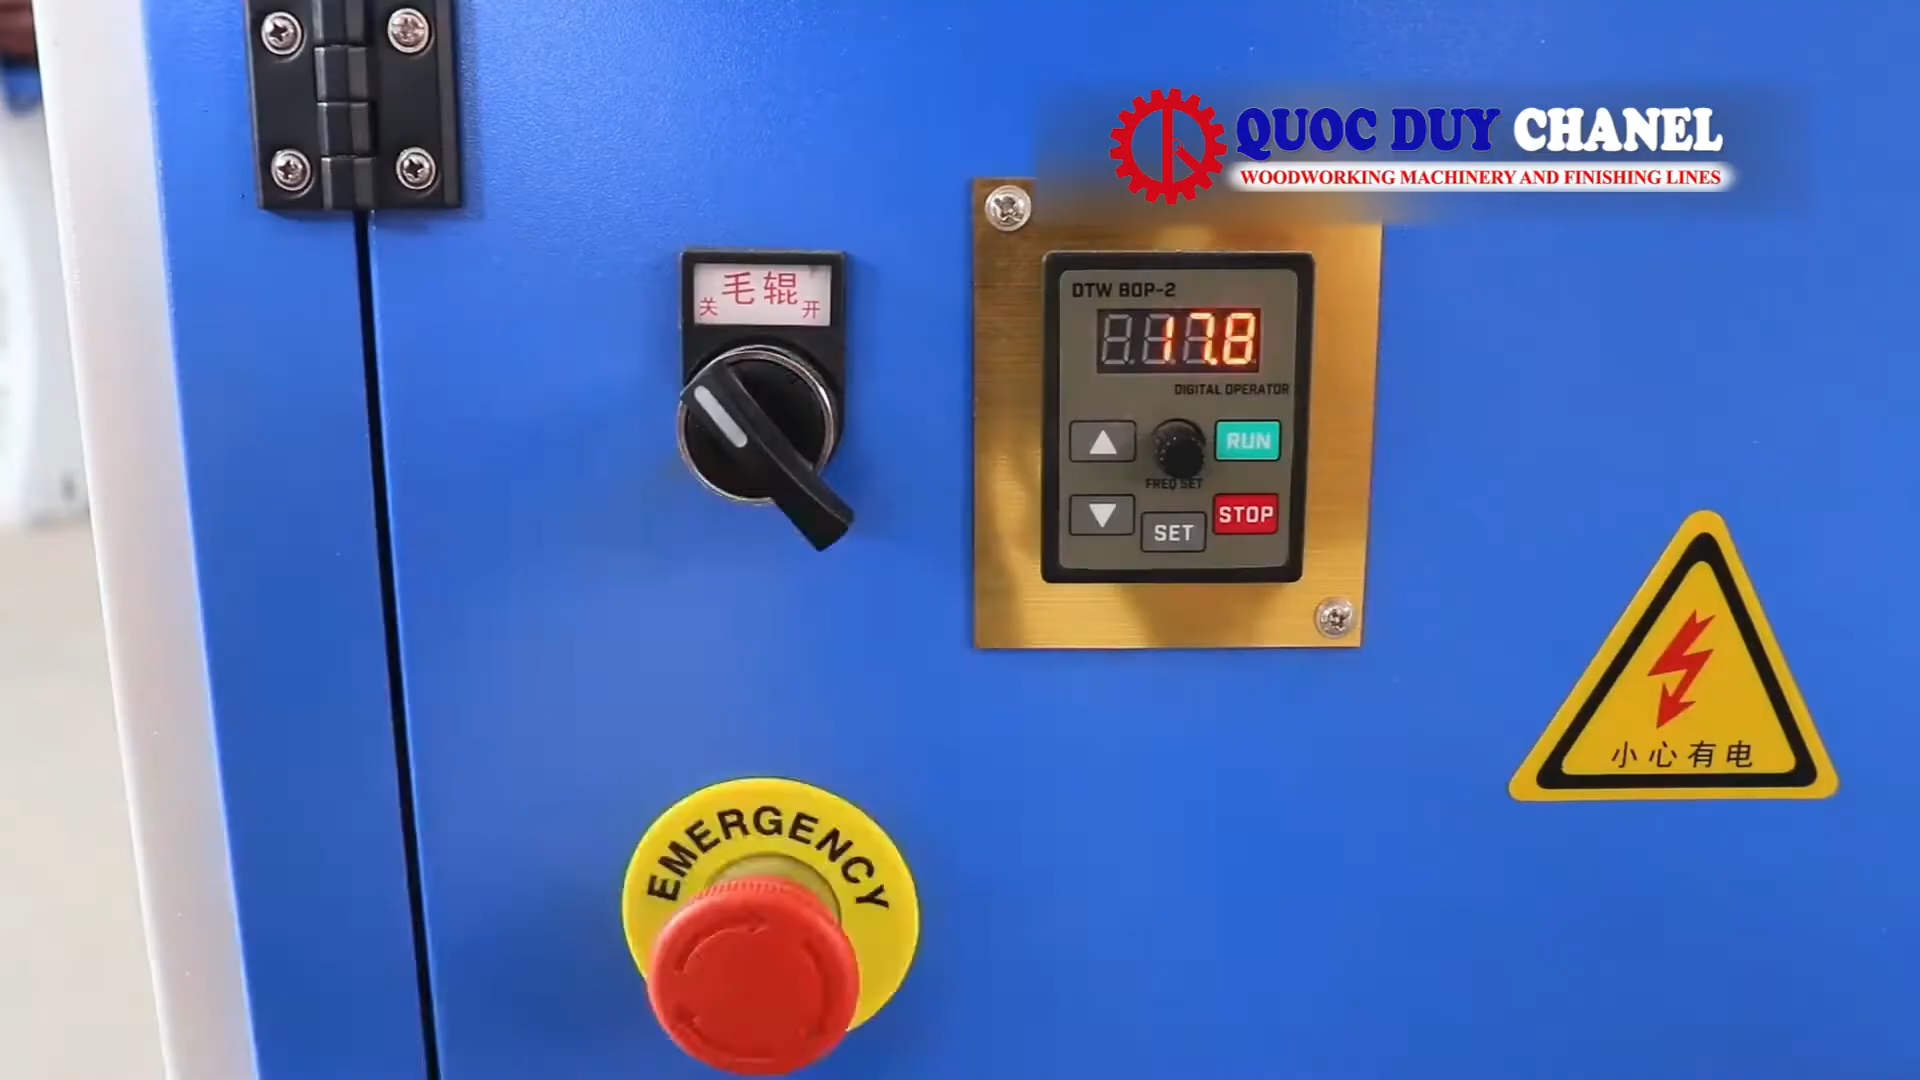 QUOC DUY CHANEL
WOODWORKING MACHINERY AND FINISHING LINES
毛辊
关 开
DTW BOP-2
17.8
DIGITAL OPERATOR
RUN
FREQ SET
STOP
SET
小心有电
EMERGENCY